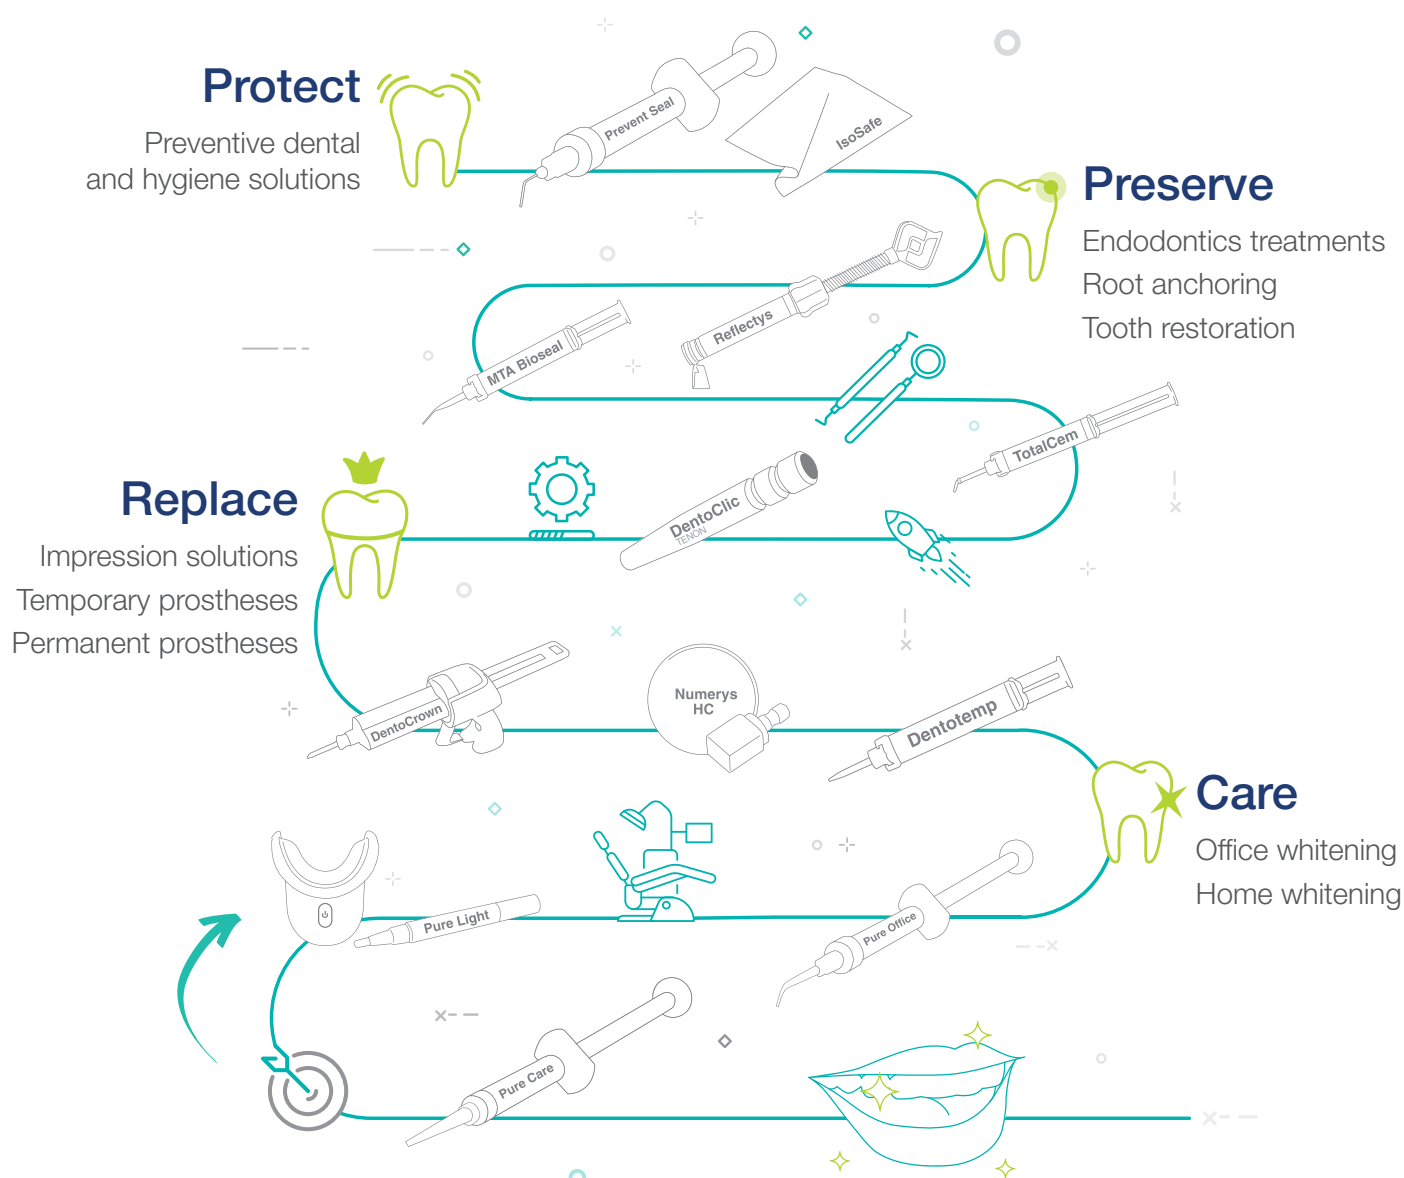 Protect
Preventive dental
and hygiene solutions
Prevent Seal
IsoSafe
Preserve
Endodontics treatments
Root anchoring
Tooth restoration
Reflectys
MTA Bioseal
TotalCem
DentoClic
TENON
Replace
Impression solutions
Temporary prostheses
Permanent prostheses
DentoCrown
Numerys
HC
Dentotemp
Care
Office whitening
Home whitening
Pure Light
Pure Office
Pure Care